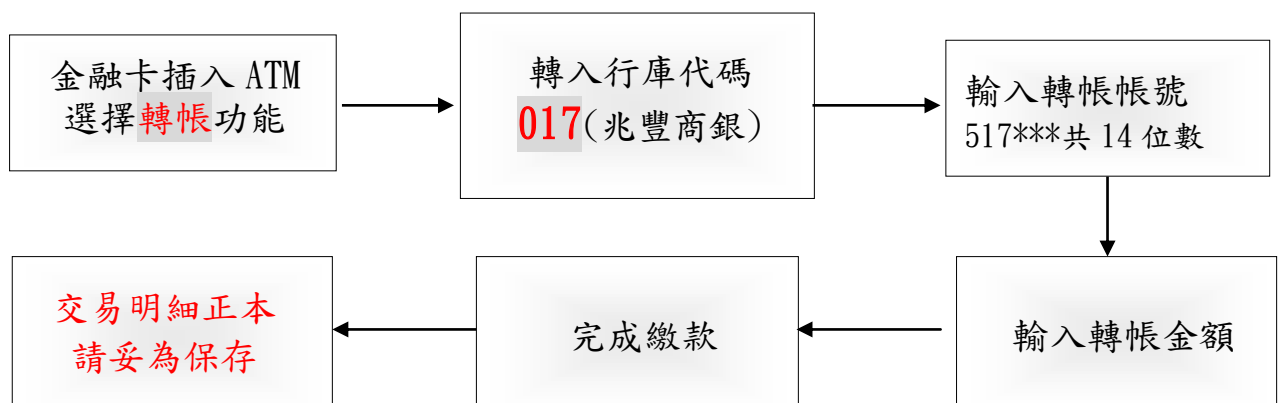 金融卡插入 ATM
選擇轉帳功能
轉入行庫代碼
017(兆豐商銀)
輸入轉帳帳號
517***共 14 位數
輸入轉帳金額
完成繳款
交易明細正本
請妥為保存